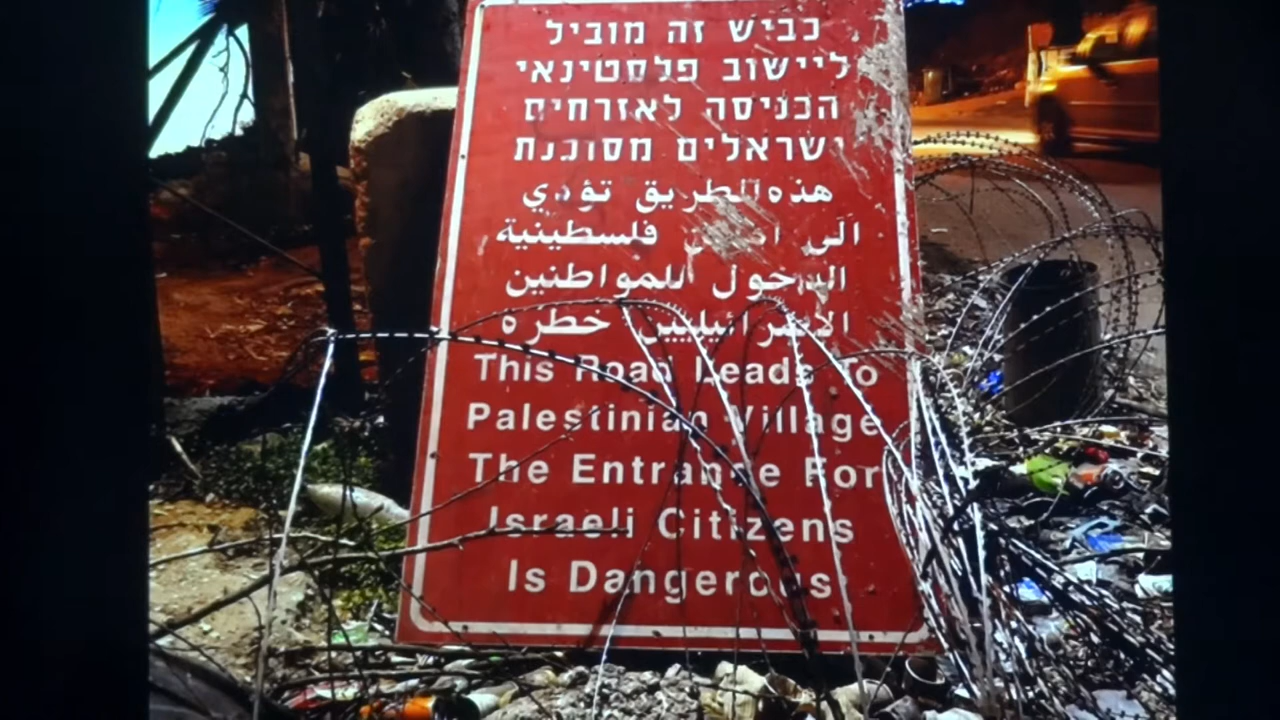 כביש זה מוביל
ליישוב פלסטינאי
הכניסה לאזרחים
ישראלים מסוכנת
هذه الطريق تؤدي
الى فلسطينية
الدخول للمواطنين
الاسرائيليين خطره
This Road Leads To
Palestinian Village
The Entrance For
Israeli Citizens
Is Dangerous